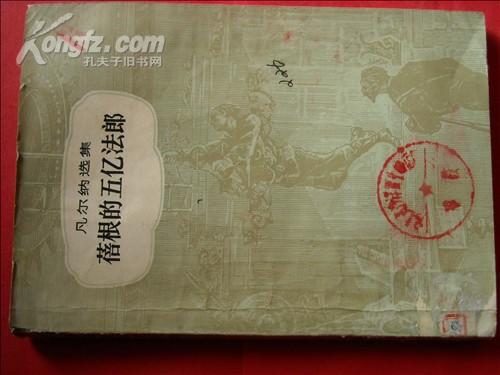 Kongfz.com
孔夫子旧书网
凡尔纳选集
蓓根的五亿法郎
226